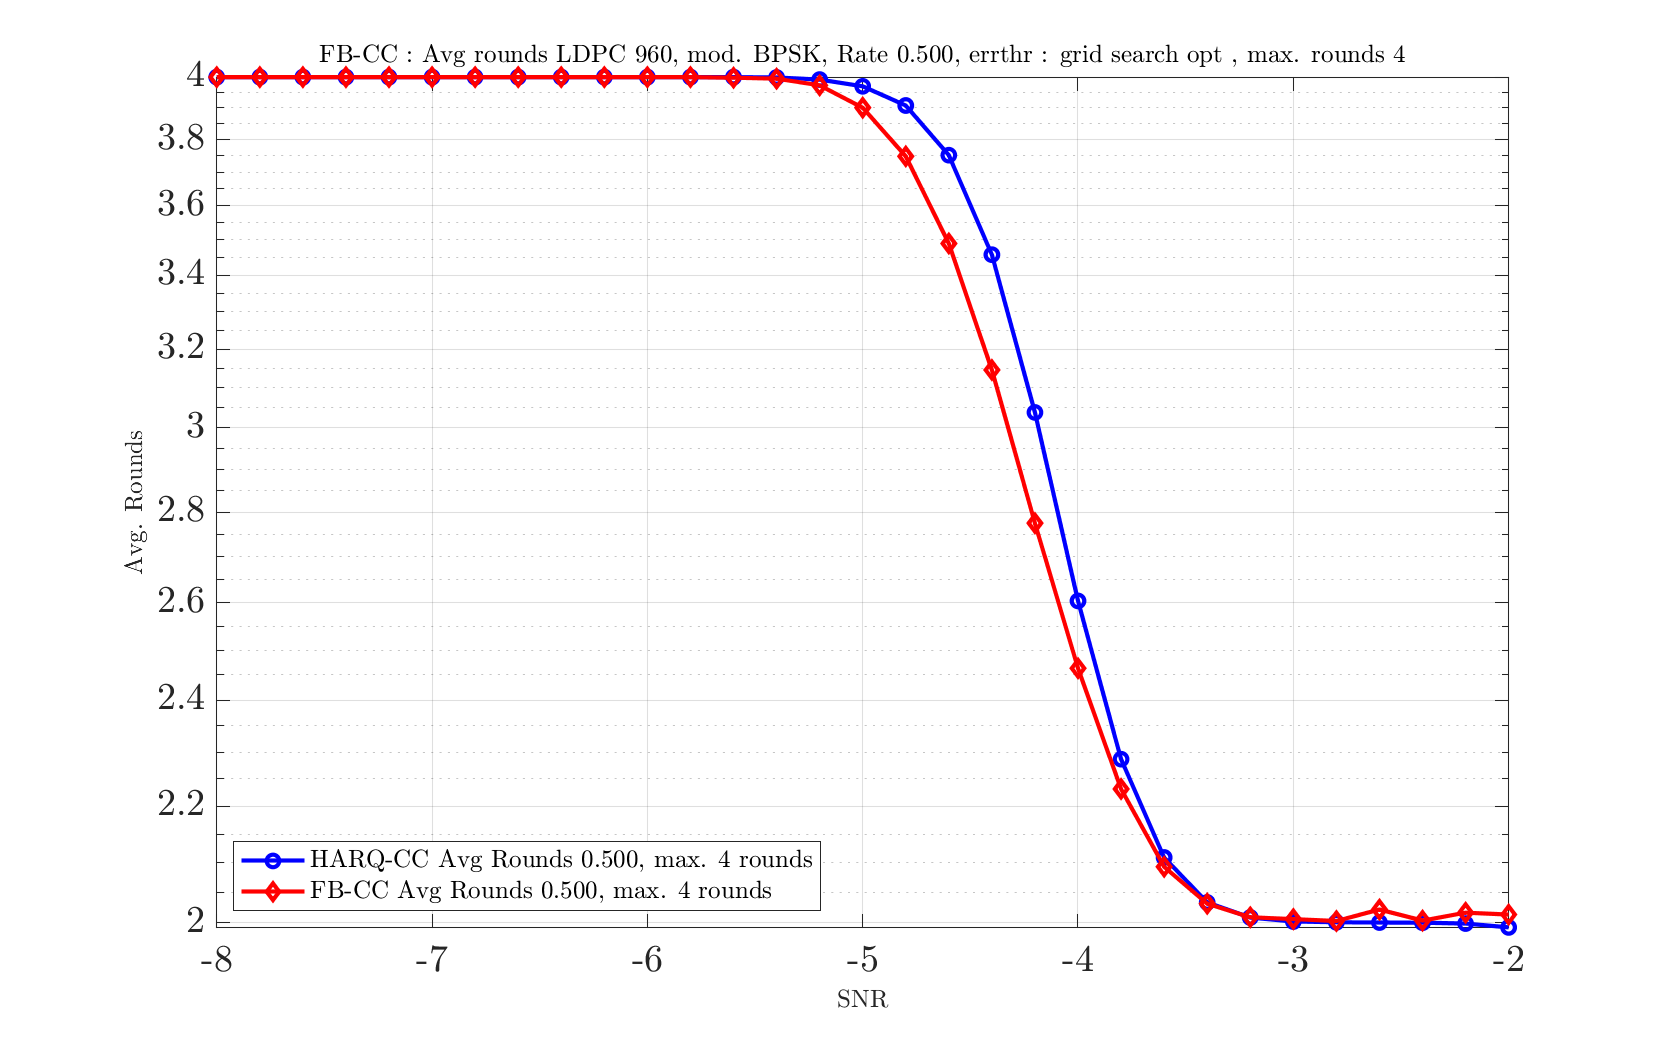 FB-CC : Avg rounds LDPC 960, mod. BPSK, Rate 0.500, errthr : grid search opt , max. rounds 4
4
3.8
3.6
3.4
3.2
3
2.8
2.6
2.4
2.2
2
Avg. Rounds
HARQ-CC Avg Rounds 0.500, max. 4 rounds
FB-CC Avg Rounds 0.500, max. 4 rounds
-8 -7 -6 -5 -4 -3 -2
SNR